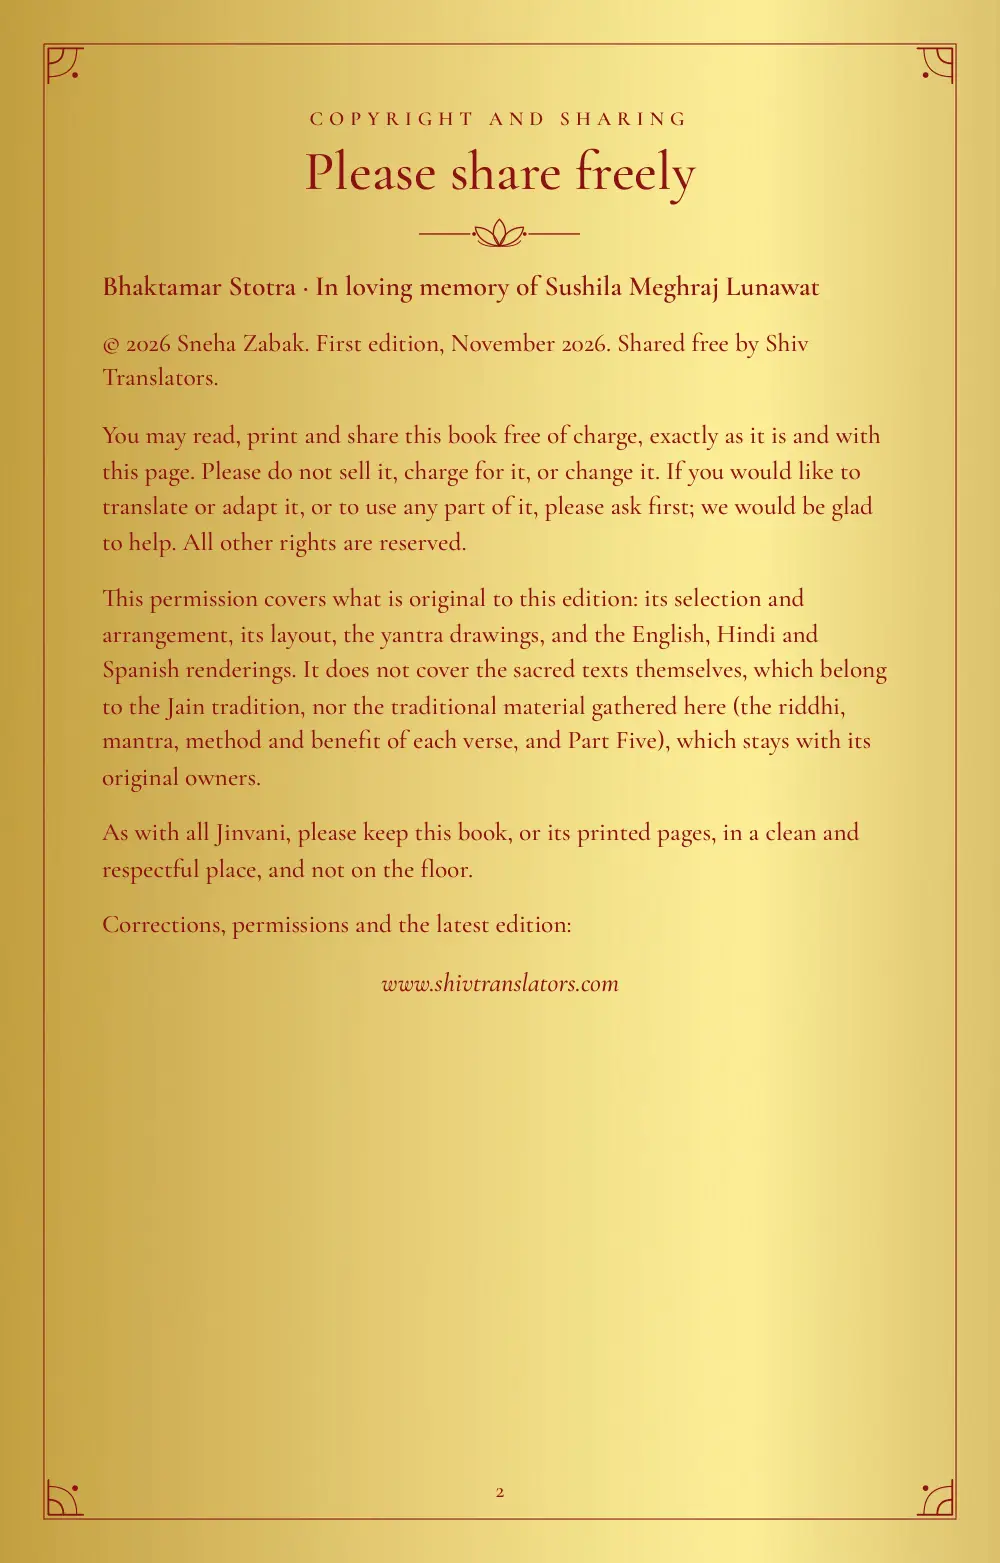 COPYRIGHT AND SHARING
Please share freely
Bhaktamar Stotra · In loving memory of Sushila Meghraj Lunawat
© 2026 Sneha Zabak. First edition, November 2026. Shared free by Shiv
Translators.
You may read, print and share this book free of charge, exactly as it is and with
this page. Please do not sell it, charge for it, or change it. If you would like to
translate or adapt it, or to use any part of it, please ask first; we would be glad
to help. All other rights are reserved.
This permission covers what is original to this edition: its selection and
arrangement, its layout, the yantra drawings, and the English, Hindi and
Spanish renderings. It does not cover the sacred texts themselves, which belong
to the Jain tradition, nor the traditional material gathered here (the riddhi,
mantra, method and benefit of each verse, and Part Five), which stays with its
original owners.
As with all Jinvani, please keep this book, or its printed pages, in a clean and
respectful place, and not on the floor.
Corrections, permissions and the latest edition:
www.shivtranslators.com
2